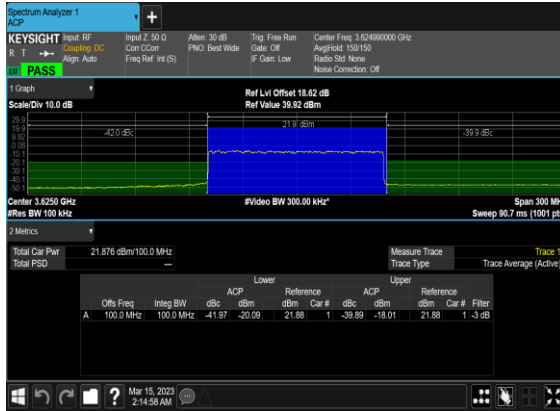 Spectrum Analyzer 1
ACP
+
KEYSIGHT Input: RF Input Z: 50 Ω Atten: 30 dB Trig: Free Run Center Freq: 3.624990000 GHz
R T Coupling: DC Corr CCorr PNO: Best Wide Gate: Off Avg|Hold: 150/150
Align: Auto Freq Ref: Int (S) IF Gain: Low Radio Std: None
LU PASS Noise Correction: Off
1 Graph
Ref Lvl Offset 18.62 dB
Scale/Div 10.0 dB Ref Value 39.92 dBm
29.9
19.9
9.92
-0.08
-10.1
-20.1
-30.1
-40.1
-50.1
-42.0 dBc 21.9 dBm -39.9 dBc
Center 3.6250 GHz #Video BW 300.00 kHz* Span 300 MH
#Res BW 100 kHz Sweep 90.7 ms (1001 pt
2 Metrics
Total Car Pwr 21.876 dBm/100.0 MHz Measure Trace Trace 1
Total PSD --- Trace Type Trace Average (Active)
Lower Upper
ACP Reference ACP Reference
Offs Freq Integ BW dBc dBm dBm Car # dBc dBm dBm Car # Filter
A 100.0 MHz 100.0 MHz -41.97 -20.09 21.88 1 -39.89 -18.01 21.88 1 -3 dB
? Mar 15, 2023
2:14:58 AM